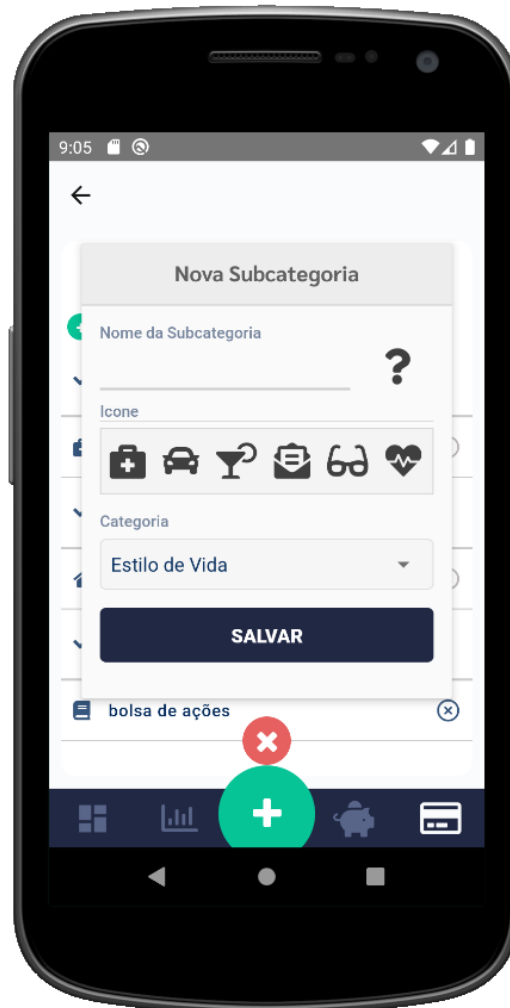 9:05
Nova Subcategoria
Nome da Subcategoria
Icone
Categoria
Estilo de Vida
SALVAR
bolsa de ações